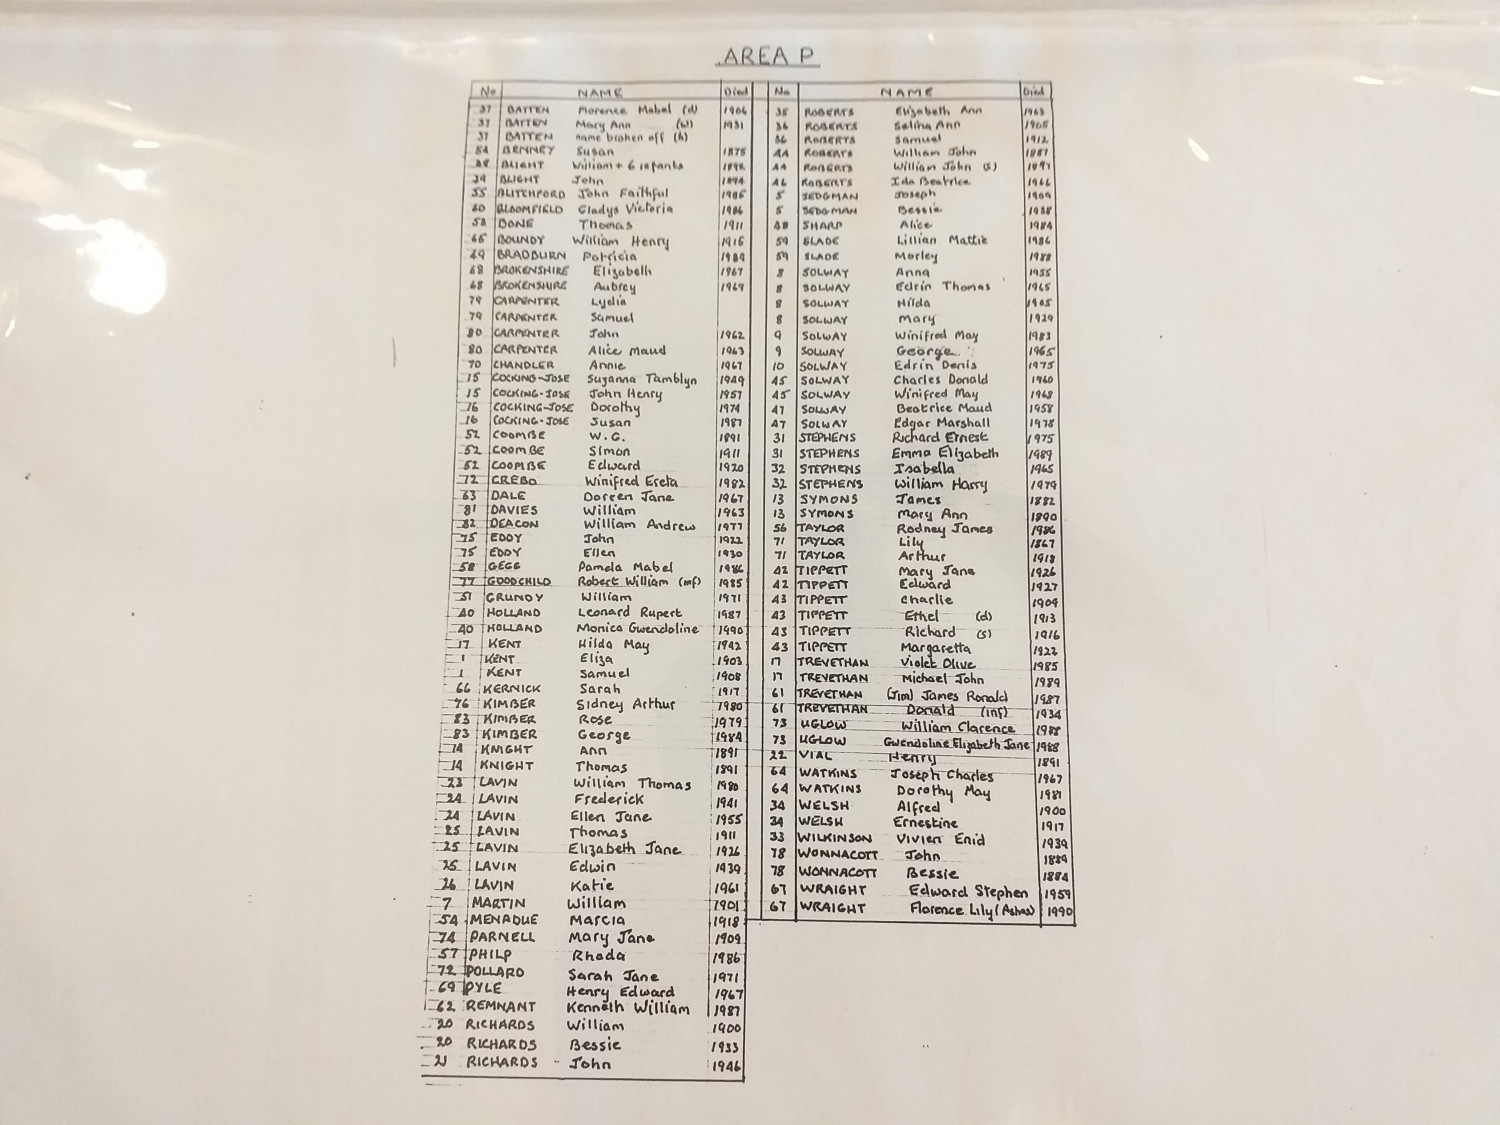 AREA P
No NAME Died
37 BATTEN Florence Mabel (d) 1906
37 BATTEN Mary Ann (w) 1931
37 BATTEN name broken off (h)
84 BENNEY Susan 1875
38 BLIGHT William + 6 infants 1898
39 BLIGHT John 1894
55 BLITCHFORD John Faithful 1985
60 BLOOMFIELD Gladys Victoria 1986
53 BONE Thomas 1911
65 BOUNDY William Henry 1915
49 BRADBURN Patricia 1989
68 BROKENSHIRE Elizabeth 1967
68 BROKENSHIRE Aubrey 1969
79 CARPENTER Lydia
79 CARPENTER Samuel
80 CARPENTER John 1962
80 CARPENTER Alice Maud 1963
70 CHANDLER Annie 1967
15 COCKING-JOSE Suzanna Tamblyn 1949
15 COCKING-JOSE John Henry 1957
16 COCKING-JOSE Dorothy 1974
16 COCKING-JOSE Susan 1987
52 COOMBE W.G. 1891
52 COOMBE Simon 1911
52 COOMBE Edward 1920
12 CREBO Winifred Ereta 1982
63 DALE Doreen Jane 1967
81 DAVIES William 1963
82 DEACON William Andrew 1977
75 EDDY John 1922
75 EDDY Ellen 1930
58 GEGG Pamela Mabel 1986
77 GOODCHILD Robert William (inf) 1985
51 GRUNDY William 1971
40 HOLLAND Leonard Rupert 1987
40 HOLLAND Monica Gwendoline 1990
17 KENT Hilda May 1942
1 KENT Eliza 1903
1 KENT Samuel 1908
66 KERNICK Sarah 1917
76 KIMBER Sidney Arthur 1980
83 KIMBER Rose 1979
83 KIMBER George 1984
14 KNIGHT Ann 1891
14 KNIGHT Thomas 1891
23 LAVIN William Thomas 1980
24 LAVIN Frederick 1941
24 LAVIN Ellen Jane 1955
25 LAVIN Thomas 1911
25 LAVIN Elizabeth Jane 1926
25 LAVIN Edwin 1939
26 LAVIN Katie 1961
7 MARTIN William 1901
54 MENADUE Marcia 1918
74 PARNELL Mary Jane 1909
57 PHILP Rhoda 1986
72 POLLARD Sarah Jane 1971
69 PYLE Henry Edward 1967
62 REMNANT Kenneth William 1987
20 RICHARDS William 1900
20 RICHARDS Bessie 1933
21 RICHARDS - John 1946
No NAME Died
35 ROBERTS Elizabeth Ann 1963
36 ROBERTS Selina Ann 1905
36 ROBERTS Samuel 1912
44 ROBERTS William John 1887
44 ROBERTS William John (s) 1897
46 ROBERTS Ida Beatrice 1966
5 SEDGMAN Joseph 1909
5 SEDGMAN Bessie 1938
48 SHARP Alice 1984
59 SLADE Lillian Mattie 1986
59 SLADE Morley 1988
8 SOLWAY Anna 1955
8 SOLWAY Edrin Thomas 1965
8 SOLWAY Hilda 1905
8 SOLWAY Mary 1929
9 SOLWAY Winifred May 1983
9 SOLWAY George 1965
10 SOLWAY Edrin Denis 1975
45 SOLWAY Charles Donald 1960
45 SOLWAY Winifred May 1968
47 SOLWAY Beatrice Maud 1958
47 SOLWAY Edgar Marshall 1978
31 STEPHENS Richard Ernest 1975
31 STEPHENS Emma Elizabeth 1989
32 STEPHENS Isabella 1965
32 STEPHENS William Harry 1979
13 SYMONS James 1882
13 SYMONS Mary Ann 1890
56 TAYLOR Rodney James 1986
71 TAYLOR Lily 1867
71 TAYLOR Arthur 1918
42 TIPPETT Mary Jane 1926
42 TIPPETT Edward 1927
43 TIPPETT Charlie 1909
43 TIPPETT Ethel (d) 1913
43 TIPPETT Richard (s) 1916
43 TIPPETT Margaretta 1922
17 TREVETHAN Violet Olive 1985
17 TREVETHAN Michael John 1989
61 TREVETHAN (Jim) James Ronald 1987
61 TREVETHAN Donald (inf) 1934
73 UGLOW William Clarence 1988
73 UGLOW Gwendoline Elizabeth Jane 1988
22 VIAL Henry 1891
64 WATKINS Joseph Charles 1967
64 WATKINS Dorothy May 1981
34 WELSH Alfred 1900
34 WELSH Ernestine 1917
33 WILKINSON Vivien Enid 1939
78 WONNACOTT John 1889
78 WONNACOTT Bessie 1884
67 WRAIGHT Edward Stephen 1959
67 WRAIGHT Florence Lily (Ashes) 1990